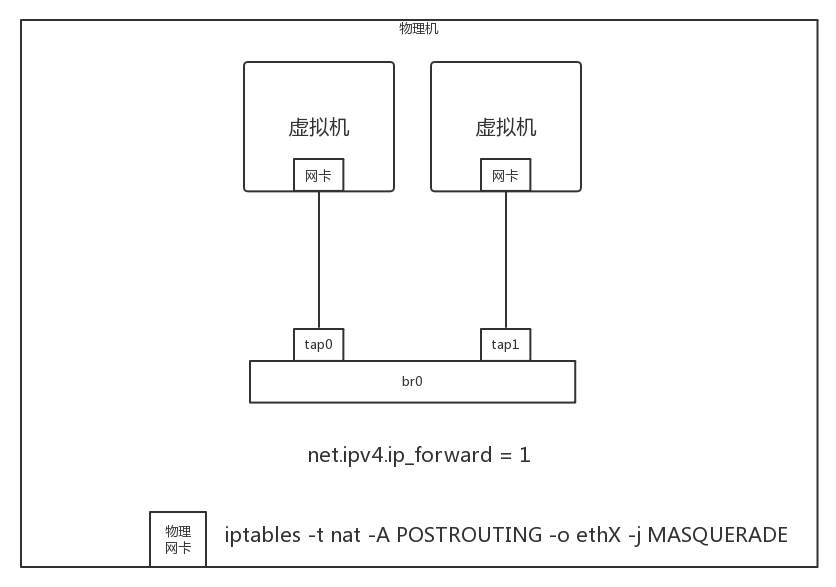 物理机
虚拟机
虚拟机
网卡
网卡
tap0
tap1
br0
net.ipv4.ip_forward = 1
物理
网卡
iptables -t nat -A POSTROUTING -o ethX -j MASQUERADE